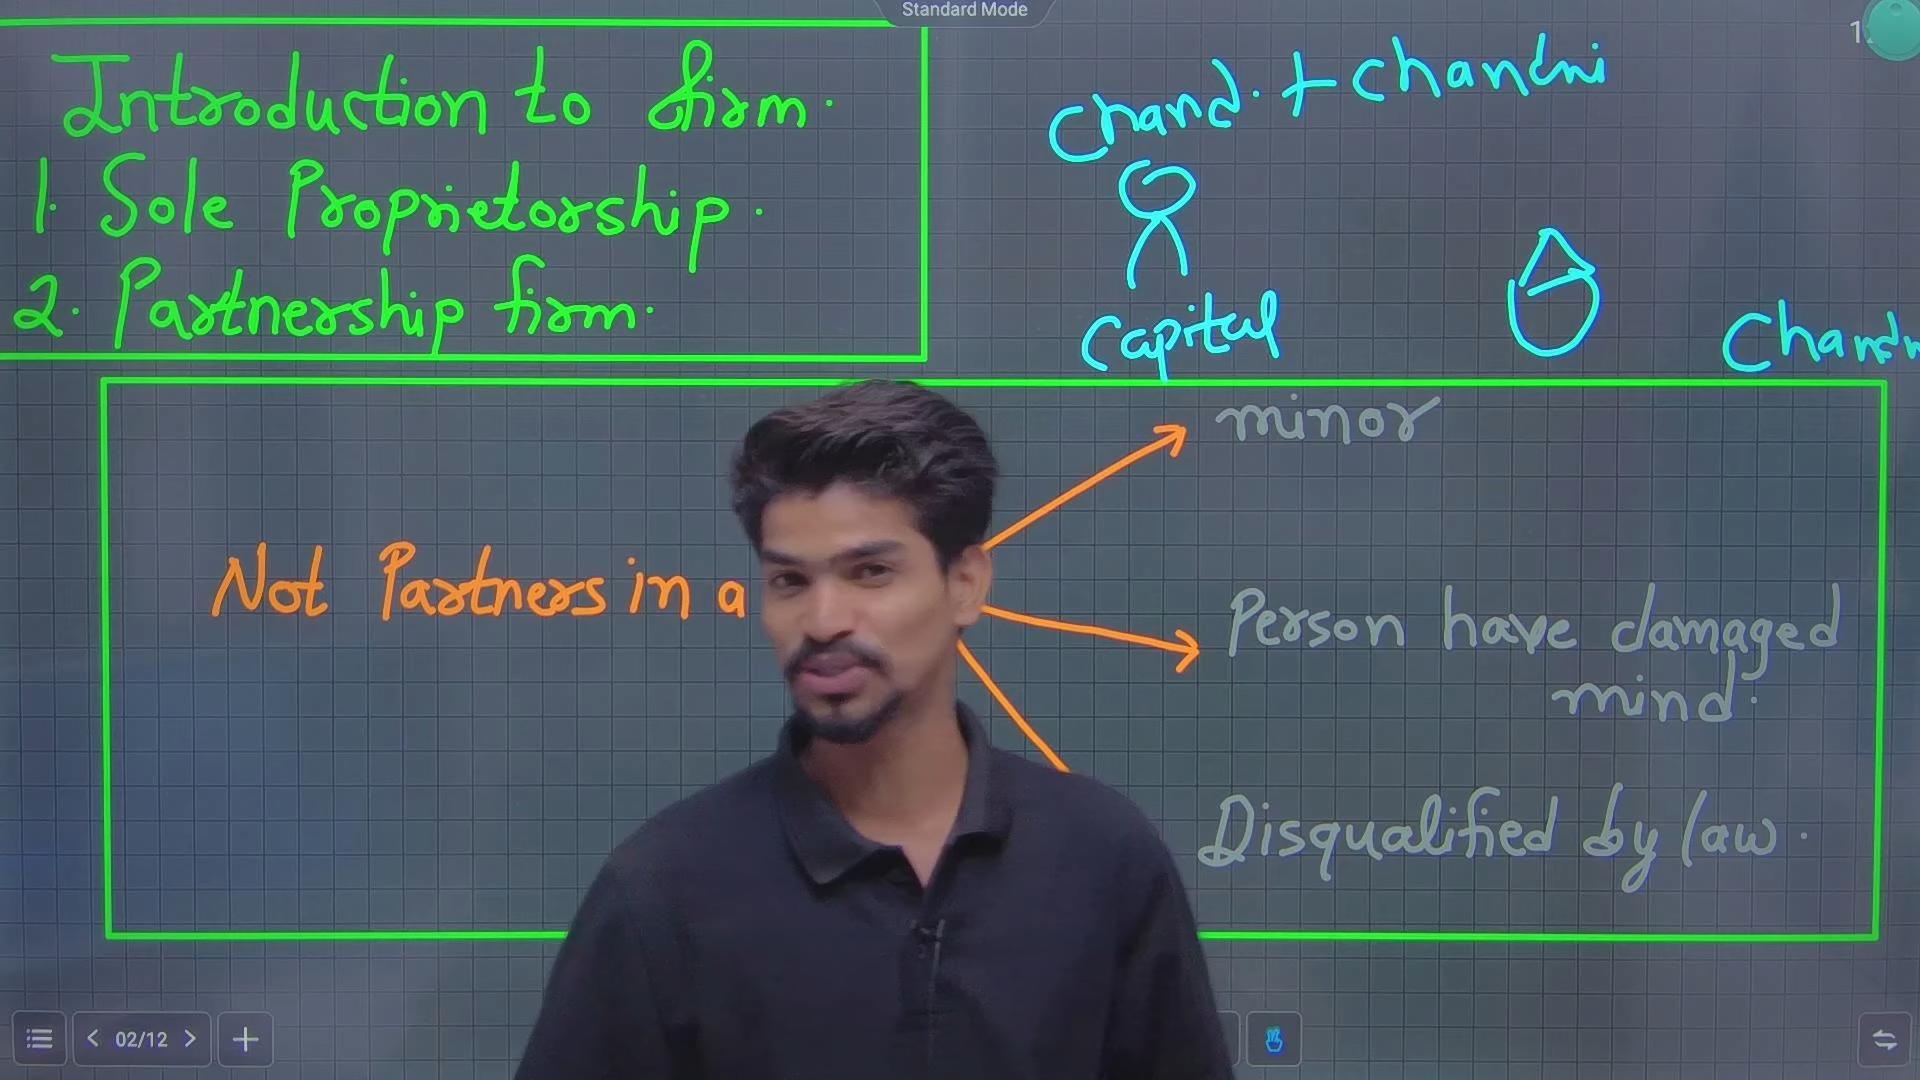 Standard Mode
Introduction to firm.
1. Sole Proprietorship.
2. Partnership firm.
Chand. + Chandni
Capital
minor
Not Partners in a
Person have damaged
mind.
Disqualified by law.
02/12